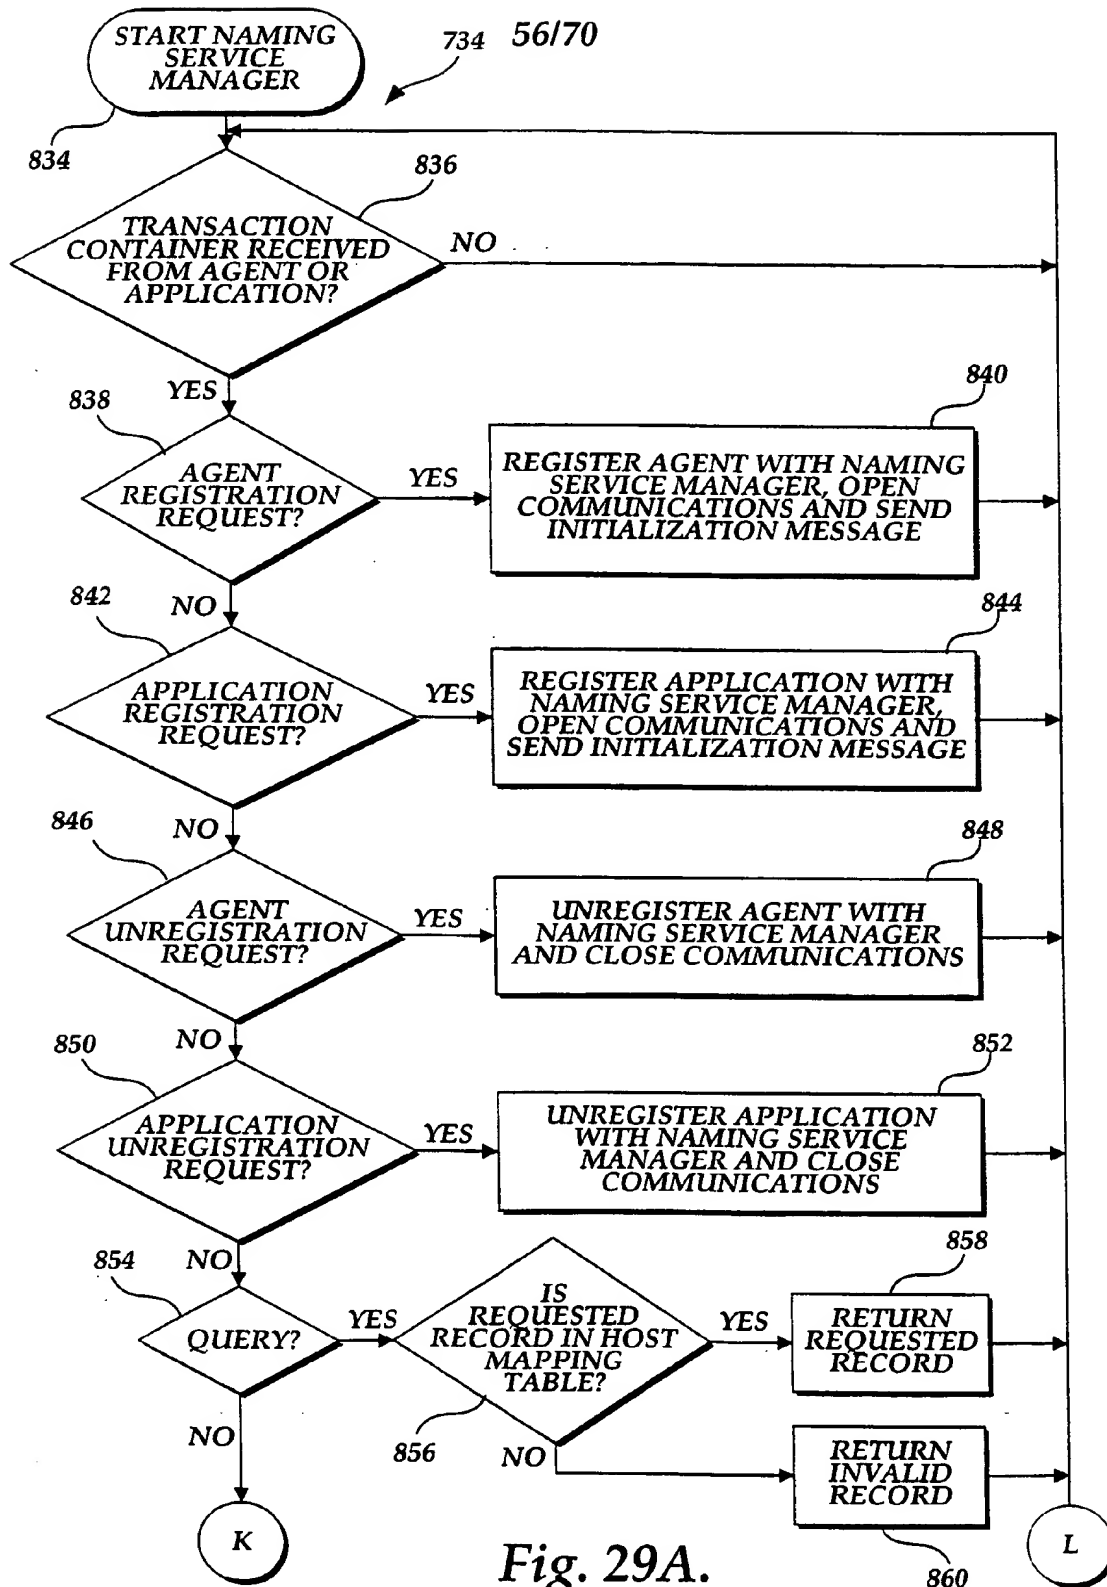 START NAMING
SERVICE
MANAGER
734 56/70
834
836
TRANSACTION
CONTAINER RECEIVED
FROM AGENT OR
APPLICATION?
NO
YES
838
840
AGENT
REGISTRATION
REQUEST?
YES
REGISTER AGENT WITH NAMING
SERVICE MANAGER, OPEN
COMMUNICATIONS AND SEND
INITIALIZATION MESSAGE
NO
842
844
APPLICATION
REGISTRATION
REQUEST?
YES
REGISTER APPLICATION WITH
NAMING SERVICE MANAGER,
OPEN COMMUNICATIONS AND
SEND INITIALIZATION MESSAGE
NO
846
848
AGENT
UNREGISTRATION
REQUEST?
YES
UNREGISTER AGENT WITH
NAMING SERVICE MANAGER
AND CLOSE COMMUNICATIONS
NO
850
852
APPLICATION
UNREGISTRATION
REQUEST?
YES
UNREGISTER APPLICATION
WITH NAMING SERVICE
MANAGER AND CLOSE
COMMUNICATIONS
NO
854
858
QUERY?
YES
IS
REQUESTED
RECORD IN HOST
MAPPING
TABLE?
YES
RETURN
REQUESTED
RECORD
NO
856
NO
RETURN
INVALID
RECORD
K
L
860
Fig. 29A.